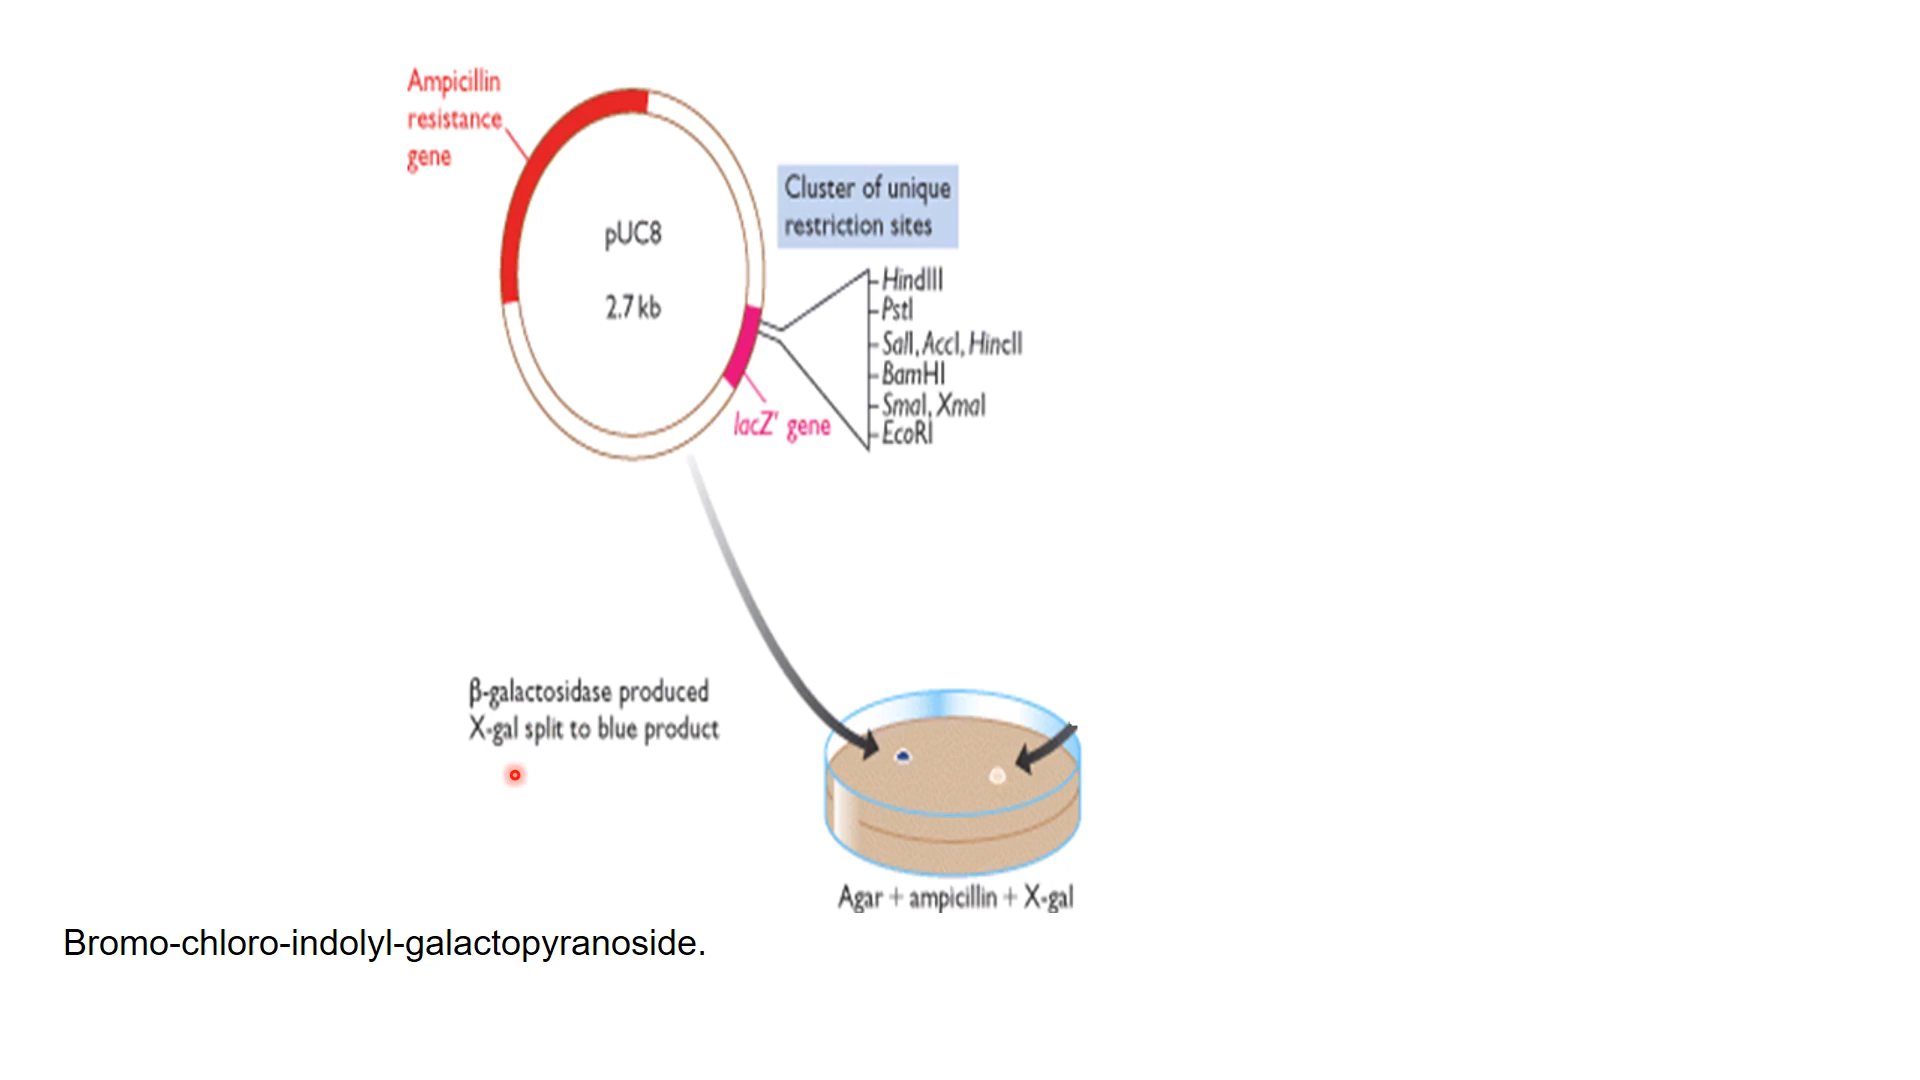 Ampicillin
resistance
gene
pUC8
2.7 kb
Cluster of unique
restriction sites
HindIII
PstI
SalI, AccI, HincII
BamHI
SmaI, XmaI
EcoRI
lacZ' gene
β-galactosidase produced
X-gal split to blue product
Agar + ampicillin + X-gal
Bromo-chloro-indolyl-galactopyranoside.